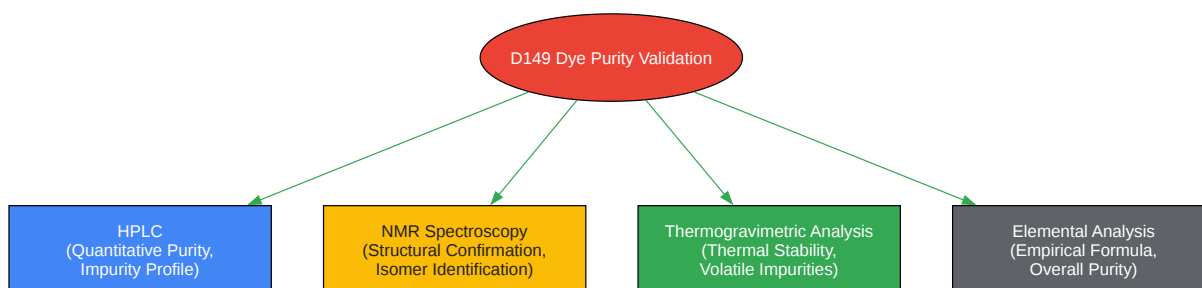 D149 Dye Purity Validation
HPLC
(Quantitative Purity,
Impurity Profile)
NMR Spectroscopy
(Structural Confirmation,
Isomer Identification)
Thermogravimetric Analysis
(Thermal Stability,
Volatile Impurities)
Elemental Analysis
(Empirical Formula,
Overall Purity)